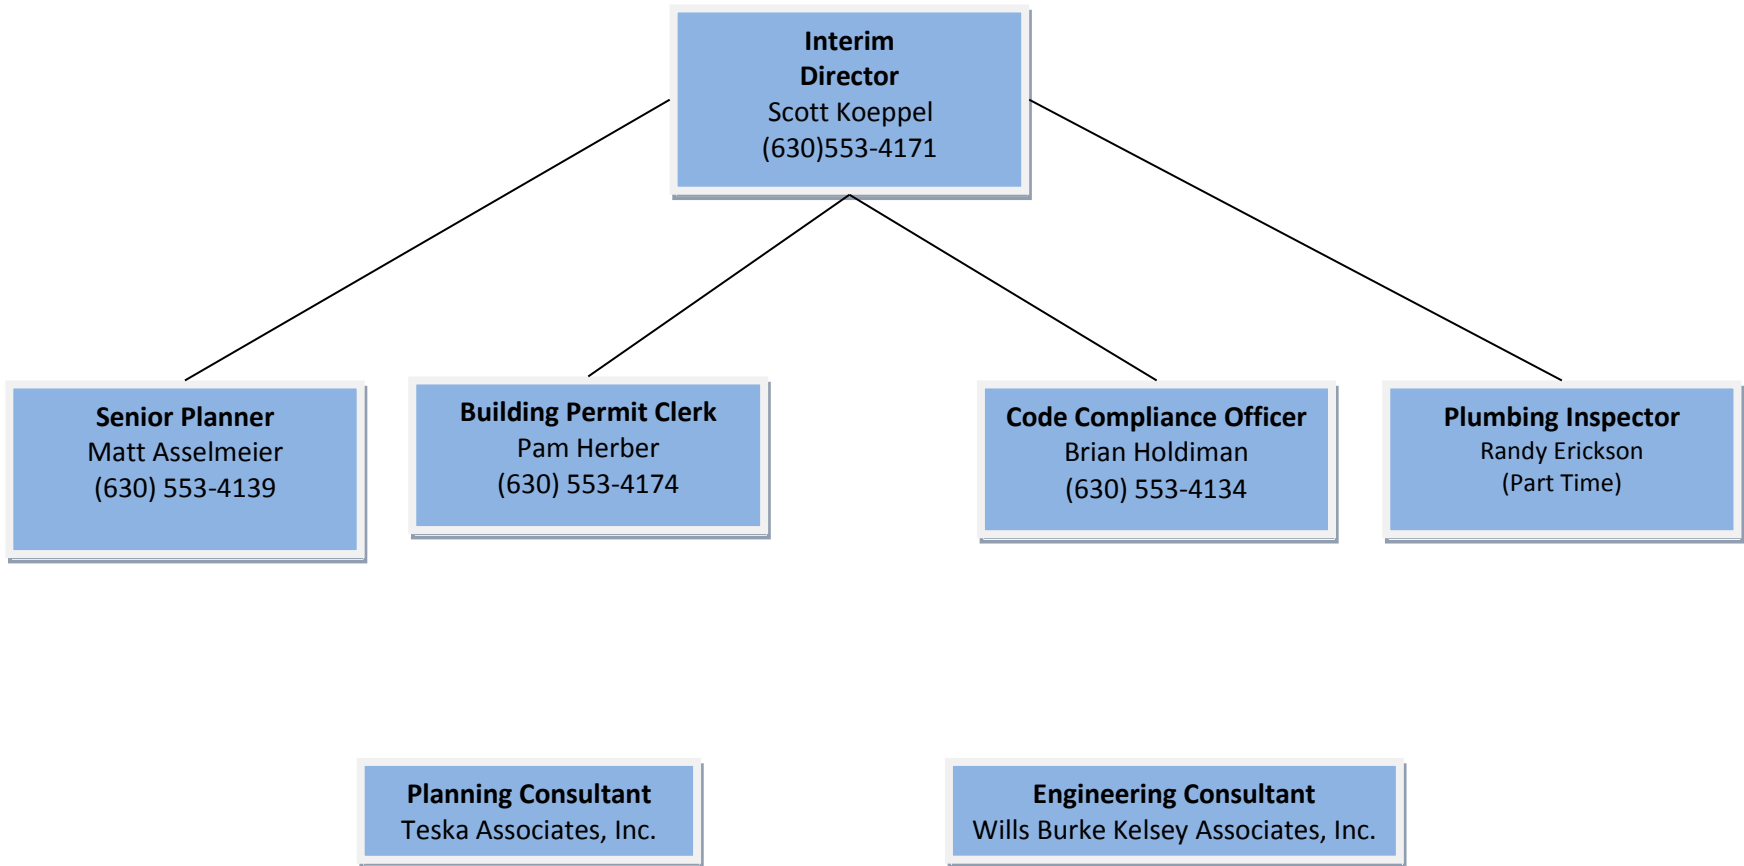 Interim
Director
Scott Koeppel
(630)553-4171
Senior Planner
Matt Asselmeier
(630) 553-4139
Building Permit Clerk
Pam Herber
(630) 553-4174
Code Compliance Officer
Brian Holdiman
(630) 553-4134
Plumbing Inspector
Randy Erickson
(Part Time)
Planning Consultant
Teska Associates, Inc.
Engineering Consultant
Wills Burke Kelsey Associates, Inc.